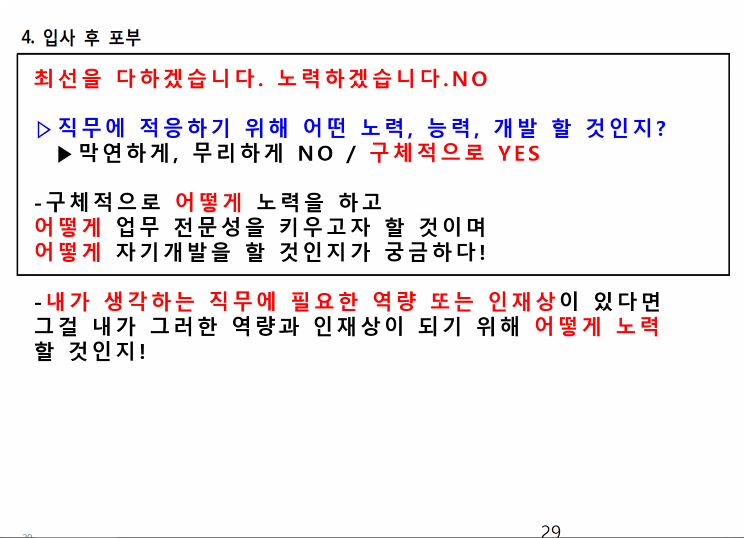 4. 입사 후 포부
최선을 다하겠습니다. 노력하겠습니다.NO
▷직무에 적응하기 위해 어떤 노력, 능력, 개발 할 것인지?
▶막연하게, 무리하게 NO / 구체적으로 YES
-구체적으로 어떻게 노력을 하고
어떻게 업무 전문성을 키우고자 할 것이며
어떻게 자기개발을 할 것인지가 궁금하다!
-내가 생각하는 직무에 필요한 역량 또는 인재상이 있다면
그걸 내가 그러한 역량과 인재상이 되기 위해 어떻게 노력
할 것인지!
29